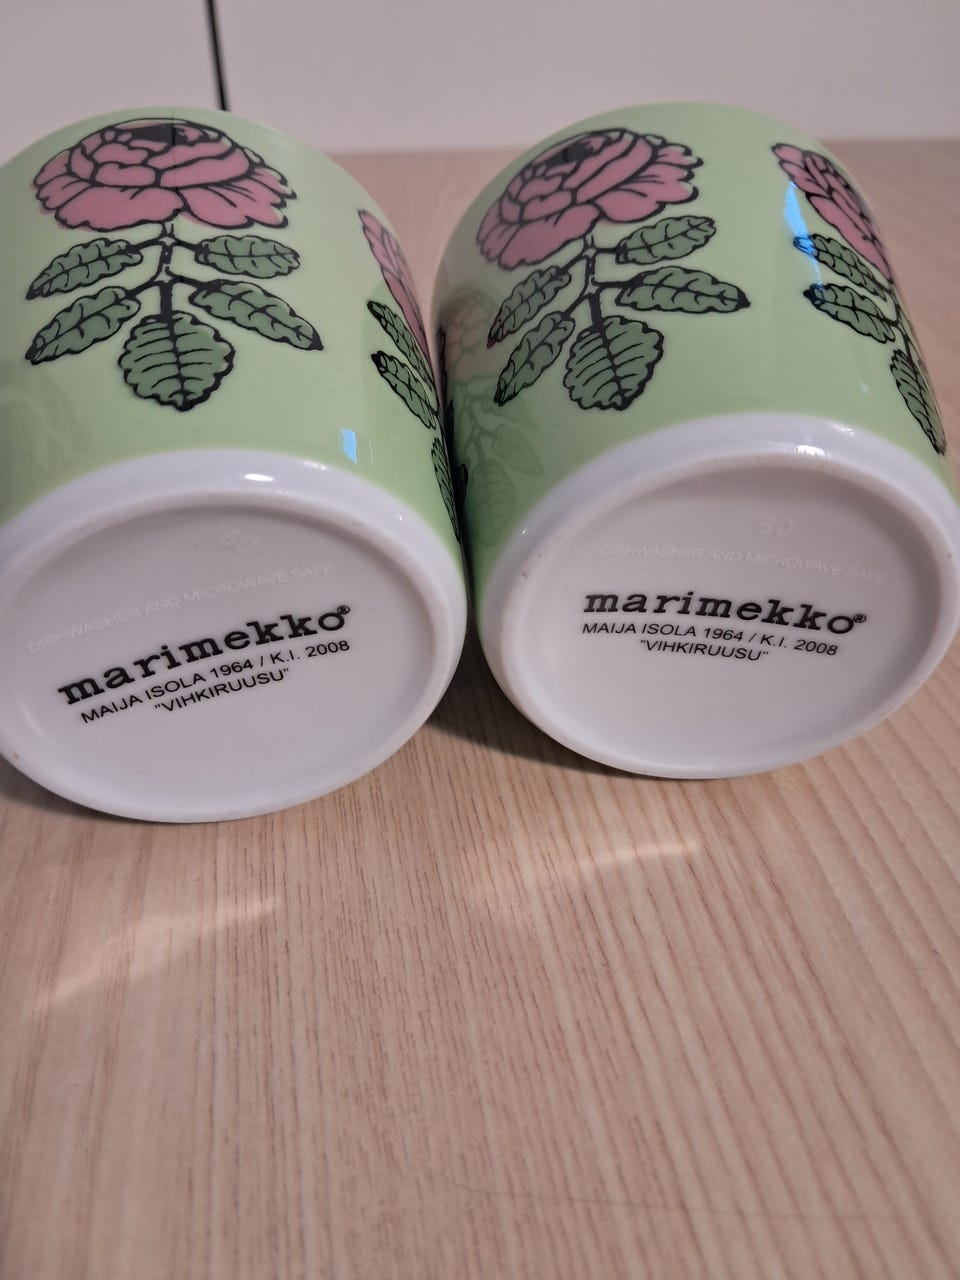 60
DISHWASHER AND MICROWAVE SAFE
marimekko®
MAIJA ISOLA 1964 / K.I. 2008
"VIHKIRUUSU"
60
DISHWASHER AND MICROWAVE SAFE
marimekko®
MAIJA ISOLA 1964 / K.I. 2008
"VIHKIRUUSU"